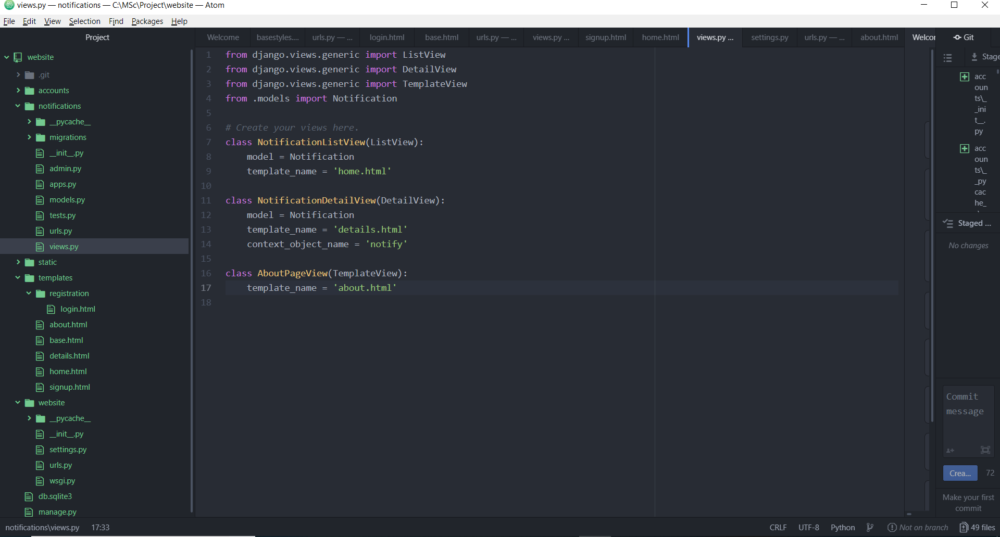 views.py — notifications — C:\MSc\Project\website — Atom
File Edit View Selection Find Packages Help
Project
website
.git
accounts
notifications
__pycache__
migrations
__init__.py
admin.py
apps.py
models.py
tests.py
urls.py
views.py
static
templates
registration
login.html
about.html
base.html
details.html
home.html
signup.html
website
__pycache__
__init__.py
settings.py
urls.py
wsgi.py
db.sqlite3
manage.py
Welcome basestyles.... urls.py — ... login.html base.html urls.py — ... views.py ... signup.html home.html views.py ... settings.py urls.py — ... about.html Welcor
1 from django.views.generic import ListView
2 from django.views.generic import DetailView
3 from django.views.generic import TemplateView
4 from .models import Notification
5
6 # Create your views here.
7 class NotificationListView(ListView):
8 model = Notification
9 template_name = 'home.html'
10
11 class NotificationDetailView(DetailView):
12 model = Notification
13 template_name = 'details.html'
14 context_object_name = 'notify'
15
16 class AboutPageView(TemplateView):
17 template_name = 'about.html'
18
Git
Stage
acc
oun
ts\_
_ini
t__.
py
acc
oun
ts\_
_py
cac
he_
Staged ...
No changes
Commit
message
Crea... 72
Make your first
commit
notifications\views.py 17:33 CRLF UTF-8 Python Not on branch 49 files